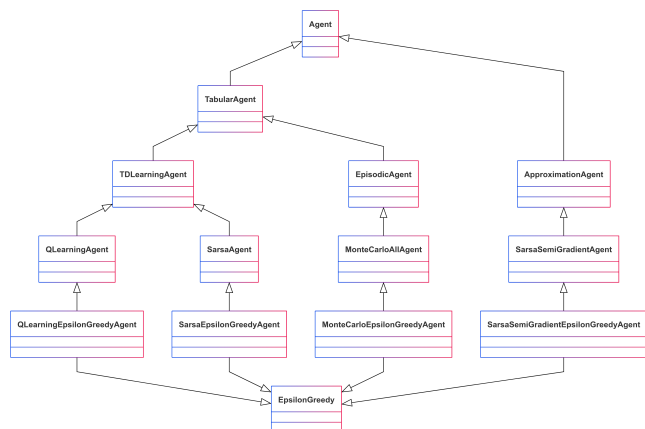 Agent
TabularAgent
TDLearningAgent
EpisodicAgent
ApproximationAgent
QLearningAgent
SarsaAgent
MonteCarloAllAgent
SarsaSemiGradientAgent
QLearningEpsilonGreedyAgent
SarsaEpsilonGreedyAgent
MonteCarloEpsilonGreedyAgent
SarsaSemiGradientEpsilonGreedyAgent
EpsilonGreedy